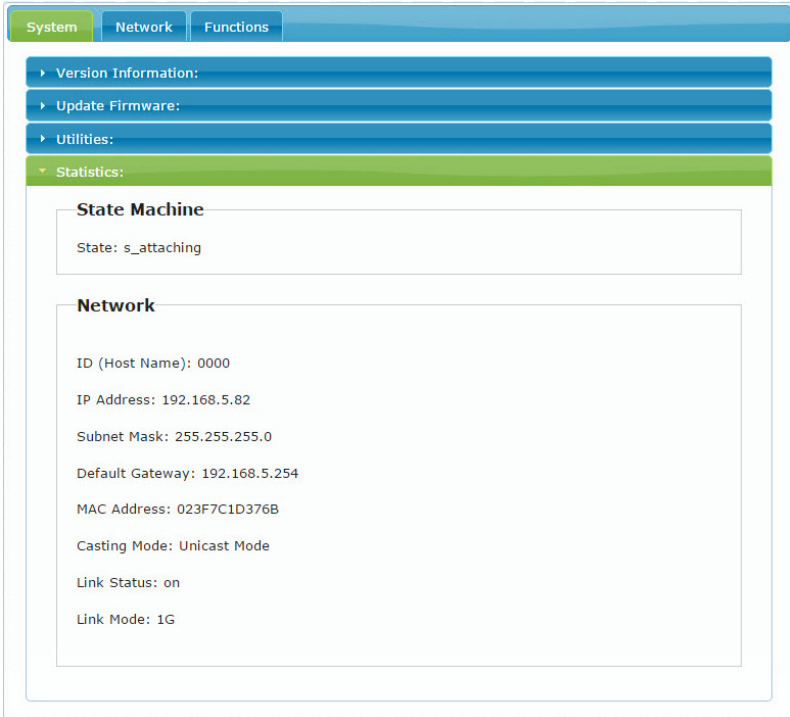 System Network Functions
Version Information:
Update Firmware:
Utilities:
Statistics:
State Machine
State: s_attaching
Network
ID (Host Name): 0000
IP Address: 192.168.5.82
Subnet Mask: 255.255.255.0
Default Gateway: 192.168.5.254
MAC Address: 023F7C1D376B
Casting Mode: Unicast Mode
Link Status: on
Link Mode: 1G